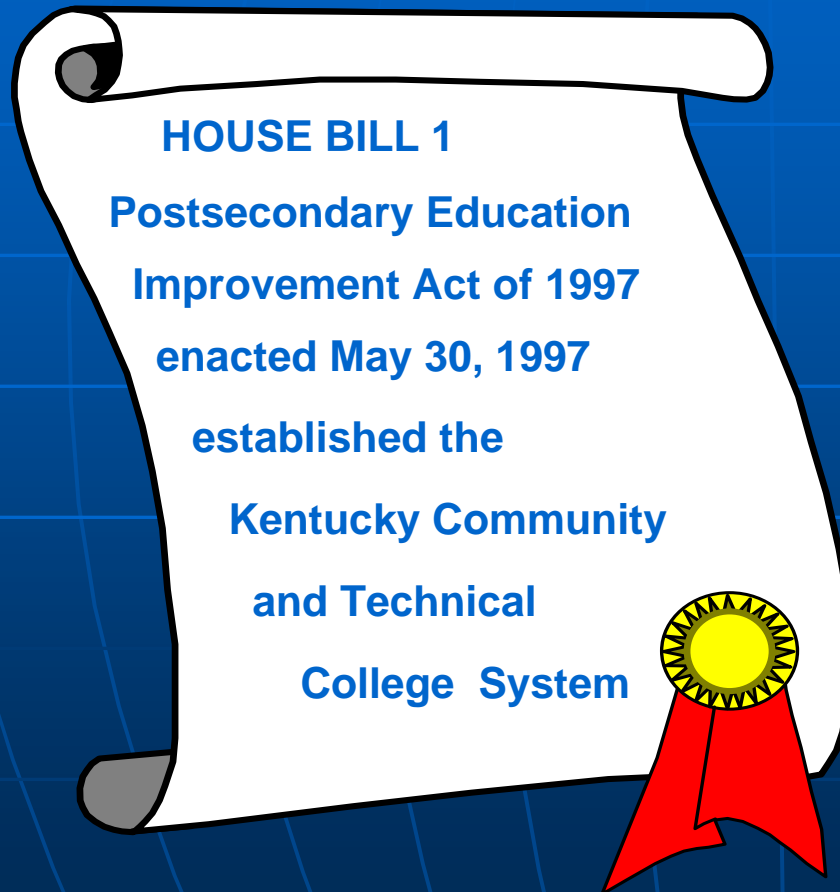 HOUSE BILL 1
Postsecondary Education
Improvement Act of 1997
enacted May 30, 1997
established the
Kentucky Community
and Technical
College System